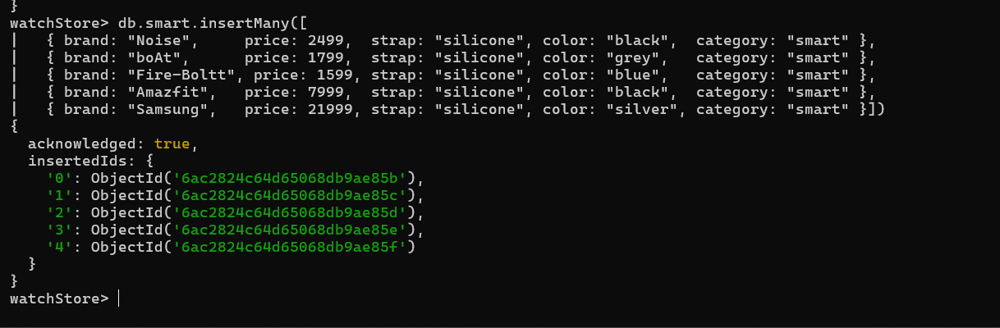 }
watchStore> db.smart.insertMany([
|   { brand: "Noise",     price: 2499,  strap: "silicone", color: "black",  category: "smart" },
|   { brand: "boAt",      price: 1799,  strap: "silicone", color: "grey",   category: "smart" },
|   { brand: "Fire-Boltt", price: 1599, strap: "silicone", color: "blue",   category: "smart" },
|   { brand: "Amazfit",   price: 7999,  strap: "silicone", color: "black",  category: "smart" },
|   { brand: "Samsung",   price: 21999, strap: "silicone", color: "silver", category: "smart" }])
{
  acknowledged: true,
  insertedIds: {
    '0': ObjectId('6ac2824c64d65068db9ae85b'),
    '1': ObjectId('6ac2824c64d65068db9ae85c'),
    '2': ObjectId('6ac2824c64d65068db9ae85d'),
    '3': ObjectId('6ac2824c64d65068db9ae85e'),
    '4': ObjectId('6ac2824c64d65068db9ae85f')
  }
}
watchStore>